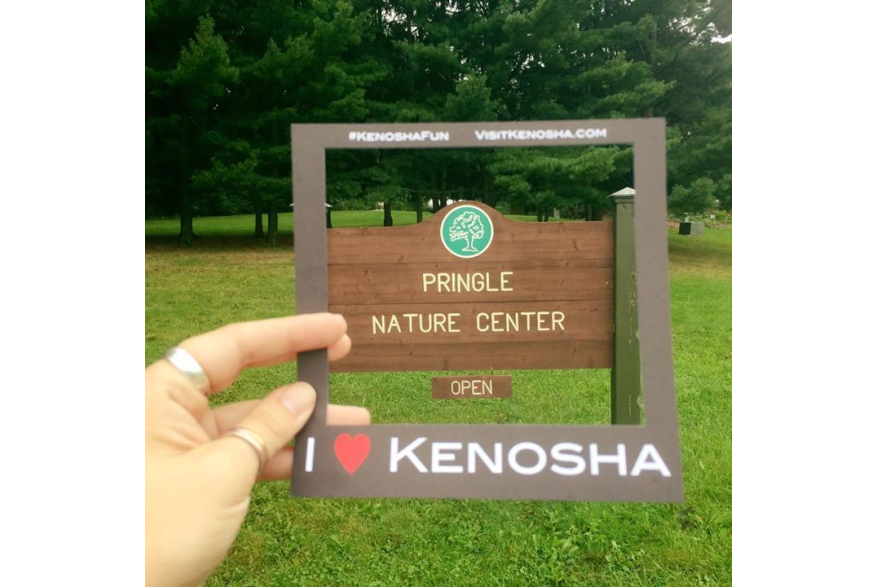 #KENOSHAFUN VISITKENOSHA.COM
PRINGLE
NATURE CENTER
OPEN
I ❤ KENOSHA